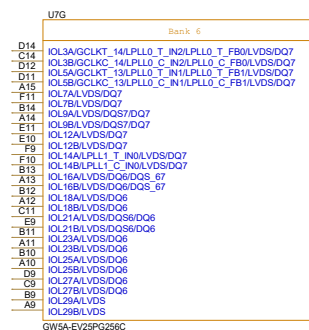 U7G
Bank 6
D14 IOL3A/GCLKT_14/LPLL0_T_IN2/LPLL0_T_FB0/LVDS/DQ7
C14 IOL3B/GCLKC_14/LPLL0_C_IN2/LPLL0_C_FB0/LVDS/DQ7
D12 IOL5A/GCLKT_13/LPLL0_T_IN1/LPLL0_T_FB1/LVDS/DQ7
D11 IOL5B/GCLKC_13/LPLL0_C_IN1/LPLL0_C_FB1/LVDS/DQ7
A15 IOL7A/LVDS/DQ7
F11 IOL7B/LVDS/DQ7
B14 IOL9A/LVDS/DQS7/DQ7
A14 IOL9B/LVDS/DQS7/DQ7
E11 IOL12A/LVDS/DQ7
E10 IOL12B/LVDS/DQ7
F9 IOL14A/LPLL1_T_IN0/LVDS/DQ7
F10 IOL14B/LPLL1_C_IN0/LVDS/DQ7
B13 IOL16A/LVDS/DQ6/DQS_67
A13 IOL16B/LVDS/DQ6/DQS_67
B12 IOL18A/LVDS/DQ6
A12 IOL18B/LVDS/DQ6
C11 IOL21A/LVDS/DQS6/DQ6
E9 IOL21B/LVDS/DQS6/DQ6
B11 IOL23A/LVDS/DQ6
A11 IOL23B/LVDS/DQ6
B10 IOL25A/LVDS/DQ6
A10 IOL25B/LVDS/DQ6
D9 IOL27A/LVDS/DQ6
C9 IOL27B/LVDS/DQ6
B9 IOL29A/LVDS
A9 IOL29B/LVDS
GW5A-EV25PG256C